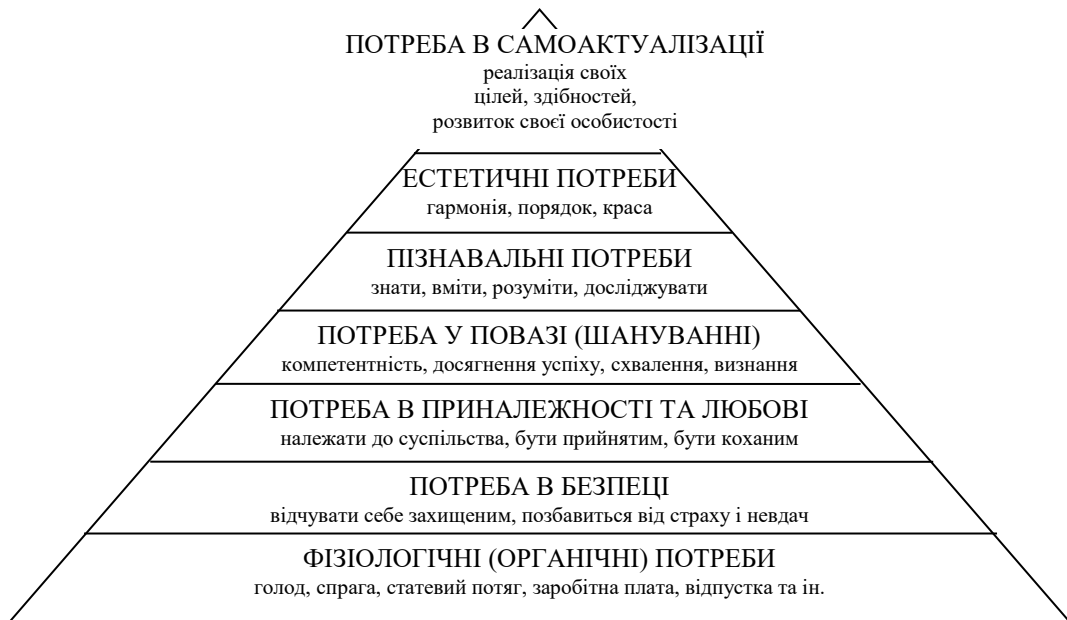 ПОТРЕБА В САМОАКТУАЛІЗАЦІЇ
реалізація своїх
цілей, здібностей,
розвиток своєї особистості
ЕСТЕТИЧНІ ПОТРЕБИ
гармонія, порядок, краса
ПІЗНАВАЛЬНІ ПОТРЕБИ
знати, вміти, розуміти, досліджувати
ПОТРЕБА У ПОВАЗІ (ШАНУВАННІ)
компетентність, досягнення успіху, схвалення, визнання
ПОТРЕБА В ПРИНАЛЕЖНОСТІ ТА ЛЮБОВІ
належати до суспільства, бути прийнятим, бути коханим
ПОТРЕБА В БЕЗПЕЦІ
відчувати себе захищеним, позбавиться від страху і невдач
ФІЗІОЛОГІЧНІ (ОРГАНІЧНІ) ПОТРЕБИ
голод, спрага, статевий потяг, заробітна плата, відпустка та ін.